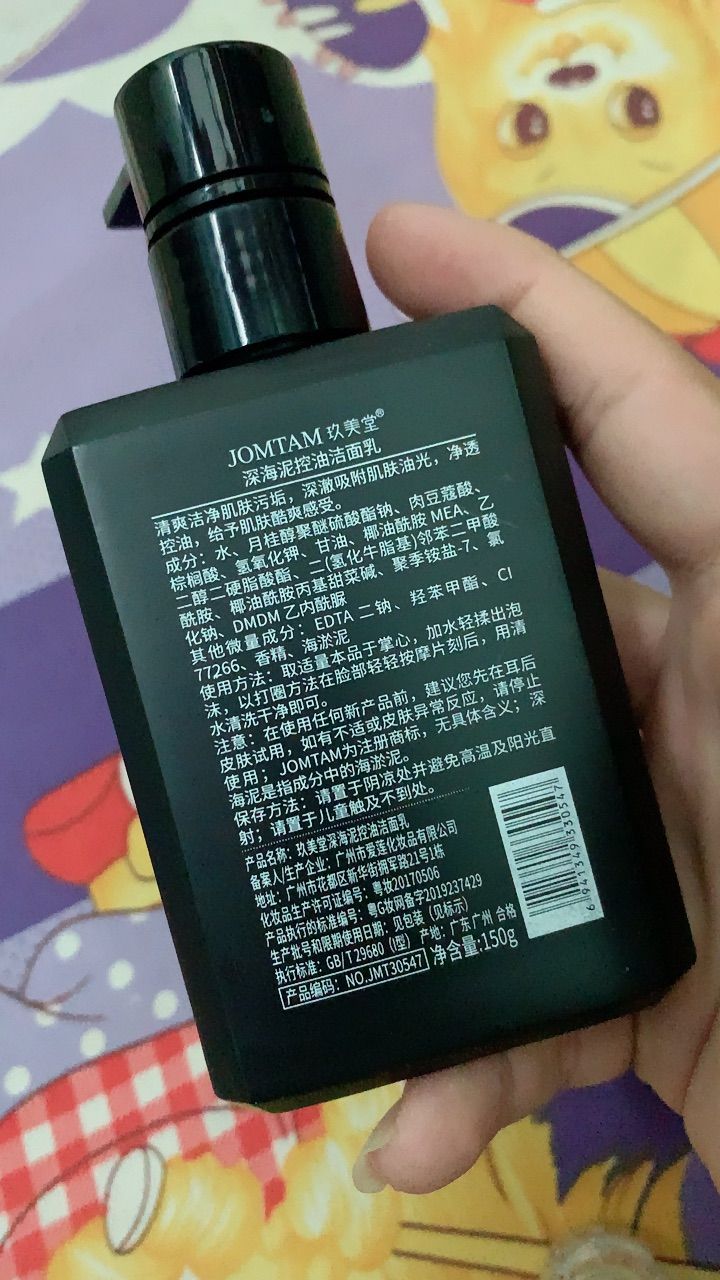 JOMTAM 玖美堂®
深海泥控油洁面乳
清爽洁净肌肤污垢，深澈吸附肌肤油光，净透
控油，给予肌肤酷爽感受。
成分：水、月桂醇聚醚硫酸酯钠、肉豆蔻酸、
棕榈酸、氢氧化钾、甘油、椰油酰胺 MEA、乙
二醇二硬脂酸酯、二(氢化牛脂基)邻苯二甲酸
酰胺、椰油酰胺丙基甜菜碱、聚季铵盐-7、氯
化钠、DMDM 乙内酰脲
其他微量成分：EDTA 二钠、羟苯甲酯、CI
77266、香精、海淤泥
使用方法：取适量本品于掌心，加水轻揉出泡
沫，以打圈方法在脸部轻轻按摩片刻后，用清
水清洗干净即可。
注意：在使用任何新产品前，建议您先在耳后
皮肤试用，如有不适或皮肤异常反应，请停止
使用；JOMTAM为注册商标，无具体含义；深
海泥是指成分中的海淤泥。
保存方法：请置于阴凉处并避免高温及阳光直
射；请置于儿童触及不到处。
产品名称：玖美堂深海泥控油洁面乳
备案人/生产企业：广州市爱莲化妆品有限公司
地址：广州市花都区新华街拥军路21号1栋
化妆品生产许可证编号：粤妆20170506
产品执行的标准编号：粤G妆网备字2019237429
生产批号和限期使用日期：见包装（见标示）
执行标准：GB/T29680（I型） 产地：广东广州 合格
产品编码：NO.JMT30547 净含量:150g
6 941349 330547